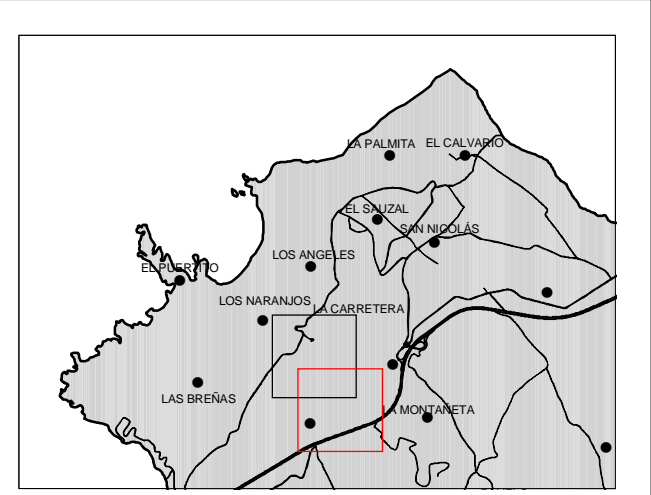 LA PALMITA
EL CALVARIO
EL SAUZAL
SAN NICOLÁS
LOS ANGELES
EL PUERTITO
LOS NARANJOS
LA CARRETERA
LAS BREÑAS
LA MONTAÑETA